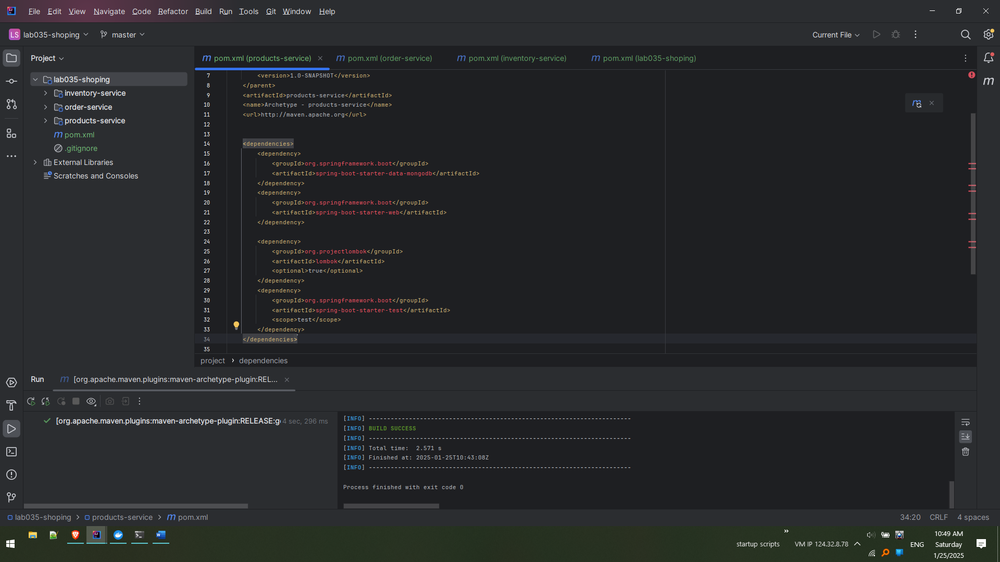 File Edit View Navigate Code Refactor Build Run Tools Git Window Help
LS lab035-shoping master Current File
Project
pom.xml (products-service) pom.xml (order-service) pom.xml (inventory-service) pom.xml (lab035-shoping)
lab035-shoping
inventory-service
order-service
products-service
pom.xml
.gitignore
External Libraries
Scratches and Consoles
7 <version>1.0-SNAPSHOT</version>
8 </parent>
9 <artifactId>products-service</artifactId>
10 <name>Archetype - products-service</name>
11 <url>http://maven.apache.org</url>
12
13
14 <dependencies>
15 <dependency>
16 <groupId>org.springframework.boot</groupId>
17 <artifactId>spring-boot-starter-data-mongodb</artifactId>
18 </dependency>
19 <dependency>
20 <groupId>org.springframework.boot</groupId>
21 <artifactId>spring-boot-starter-web</artifactId>
22 </dependency>
23
24 <dependency>
25 <groupId>org.projectlombok</groupId>
26 <artifactId>lombok</artifactId>
27 <optional>true</optional>
28 </dependency>
29 <dependency>
30 <groupId>org.springframework.boot</groupId>
31 <artifactId>spring-boot-starter-test</artifactId>
32 <scope>test</scope>
33 </dependency>
34 </dependencies>
35
project › dependencies
Run [org.apache.maven.plugins:maven-archetype-plugin:REL...
[org.apache.maven.plugins:maven-archetype-plugin:RELEASE:g 4 sec, 296 ms
[INFO] ------------------------------------------------------------------------
[INFO] BUILD SUCCESS
[INFO] ------------------------------------------------------------------------
[INFO] Total time:  2.571 s
[INFO] Finished at: 2025-01-25T10:43:08Z
[INFO] ------------------------------------------------------------------------
Process finished with exit code 0
lab035-shoping > products-service > pom.xml
34:20 CRLF 4 spaces
startup scripts
VM IP 124.32.8.78
ENG
10:49 AM
Saturday
1/25/2025